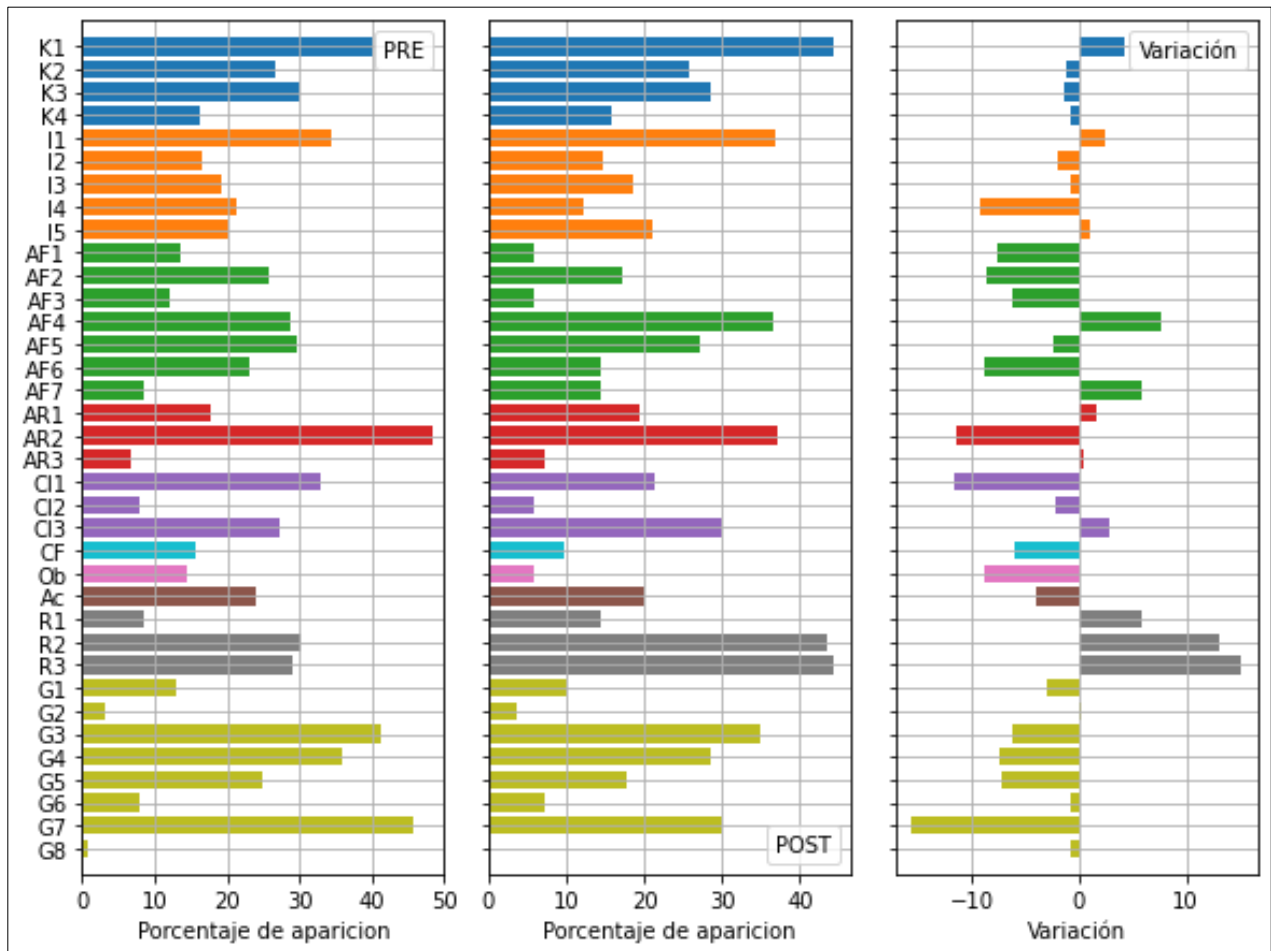 PRE
POST
Variación
K1
K2
K3
K4
I1
I2
I3
I4
I5
AF1
AF2
AF3
AF4
AF5
AF6
AF7
AR1
AR2
AR3
CI1
CI2
CI3
CF
Ob
Ac
R1
R2
R3
G1
G2
G3
G4
G5
G6
G7
G8
0 10 20 30 40 50
Porcentaje de aparicion
0 10 20 30 40
Porcentaje de aparicion
−10 0 10
Variación